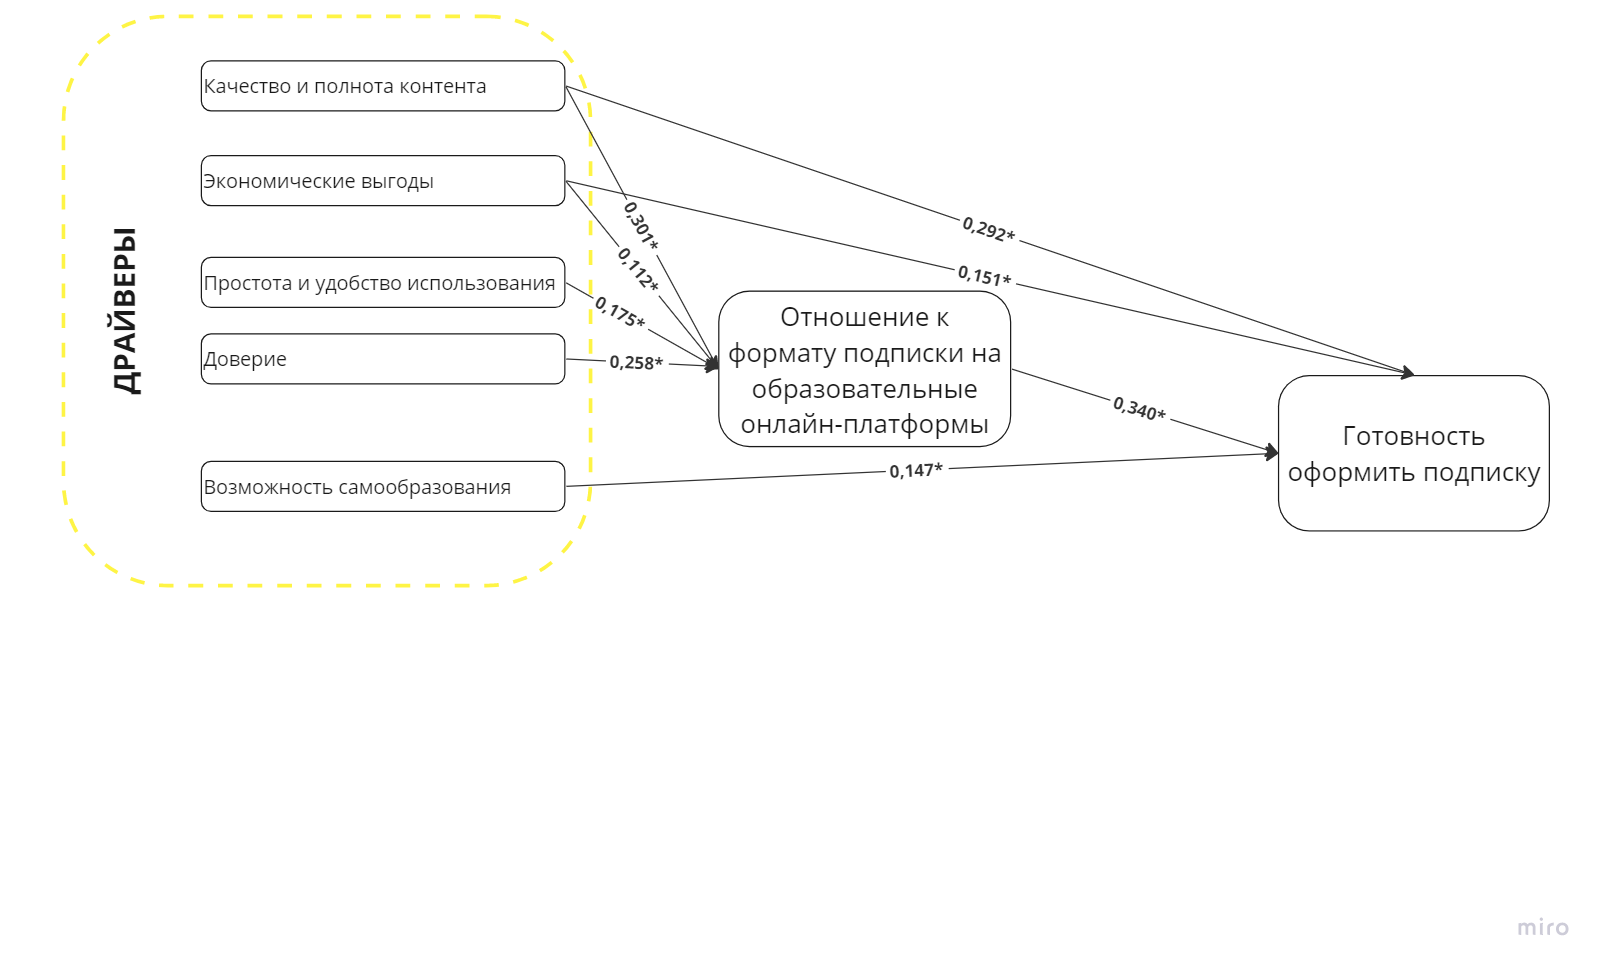 ДРАЙВЕРЫ
Качество и полнота контента
Экономические выгоды
Простота и удобство использования
Доверие
Возможность самообразования
0,301*
0,112*
0,175*
0,258*
0,292*
0,151*
0,340*
0,147*
Отношение к
формату подписки на
образовательные
онлайн-платформы
Готовность
оформить подписку
miro